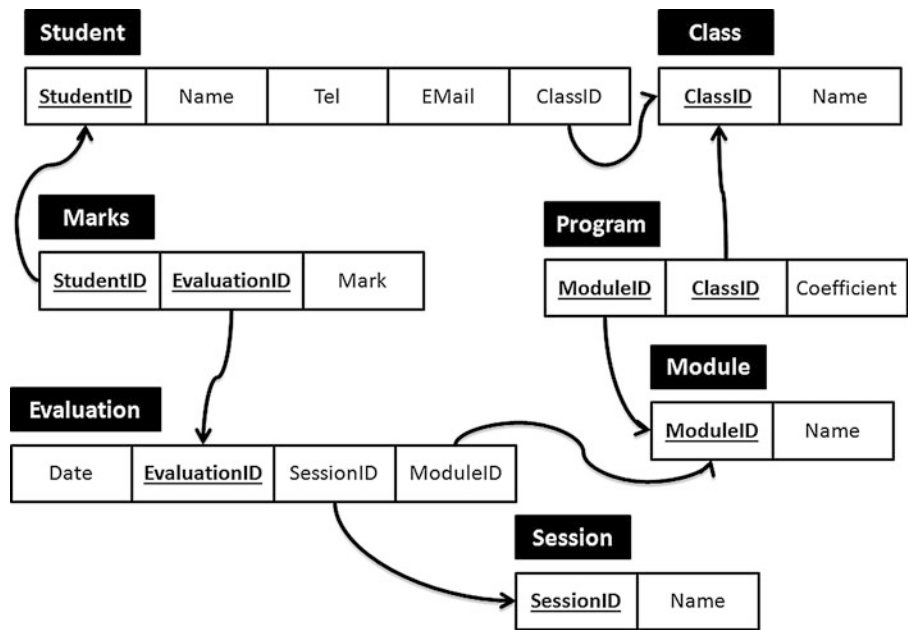 Student
StudentID Name Tel EMail ClassID
Class
ClassID Name
Marks
StudentID EvaluationID Mark
Program
ModuleID ClassID Coefficient
Module
ModuleID Name
Evaluation
Date EvaluationID SessionID ModuleID
Session
SessionID Name